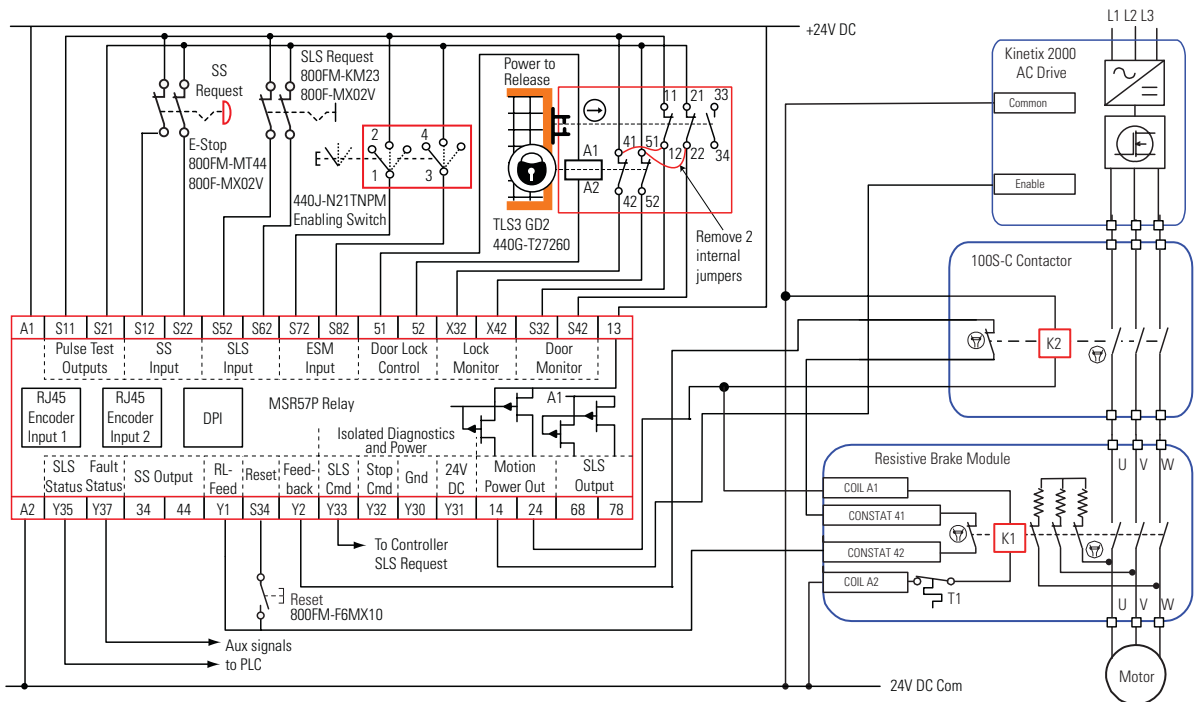 L1 L2 L3
+24V DC
Kinetix 2000
AC Drive
Common
Enable
SS
Request
E-Stop
800FM-MT44
800F-MX02V
SLS Request
800FM-KM23
800F-MX02V
2
4
1
3
440J-N21TNPM
Enabling Switch
Power to
Release
A1
A2
TLS3 GD2
440G-T27260
11
21
33
41
51
12
22
34
42
52
Remove 2
internal
jumpers
100S-C Contactor
K2
A1 S11 S21 S12 S22 S52 S62 S72 S82 51 52 X32 X42 S32 S42 13
Pulse Test
Outputs
SS
Input
SLS
Input
ESM
Input
Door Lock
Control
Lock
Monitor
Door
Monitor
RJ45
Encoder
Input 1
RJ45
Encoder
Input 2
DPI
MSR57P Relay
A1
Isolated Diagnostics
and Power
SLS
Status
Fault
Status
SS Output
RL-
Feed
Reset
Feed-
back
SLS
Cmd
Stop
Cmd
Gnd
24V
DC
Motion
Power Out
SLS
Output
A2 Y35 Y37 34 44 Y1 S34 Y2 Y33 Y32 Y30 Y31 14 24 68 78
To Controller
SLS Request
Reset
800FM-F6MX10
Aux signals
to PLC
24V DC Com
Resistive Brake Module
COIL A1
CONSTAT 41
CONSTAT 42
COIL A2
K1
T1
U V W
U V W
Motor